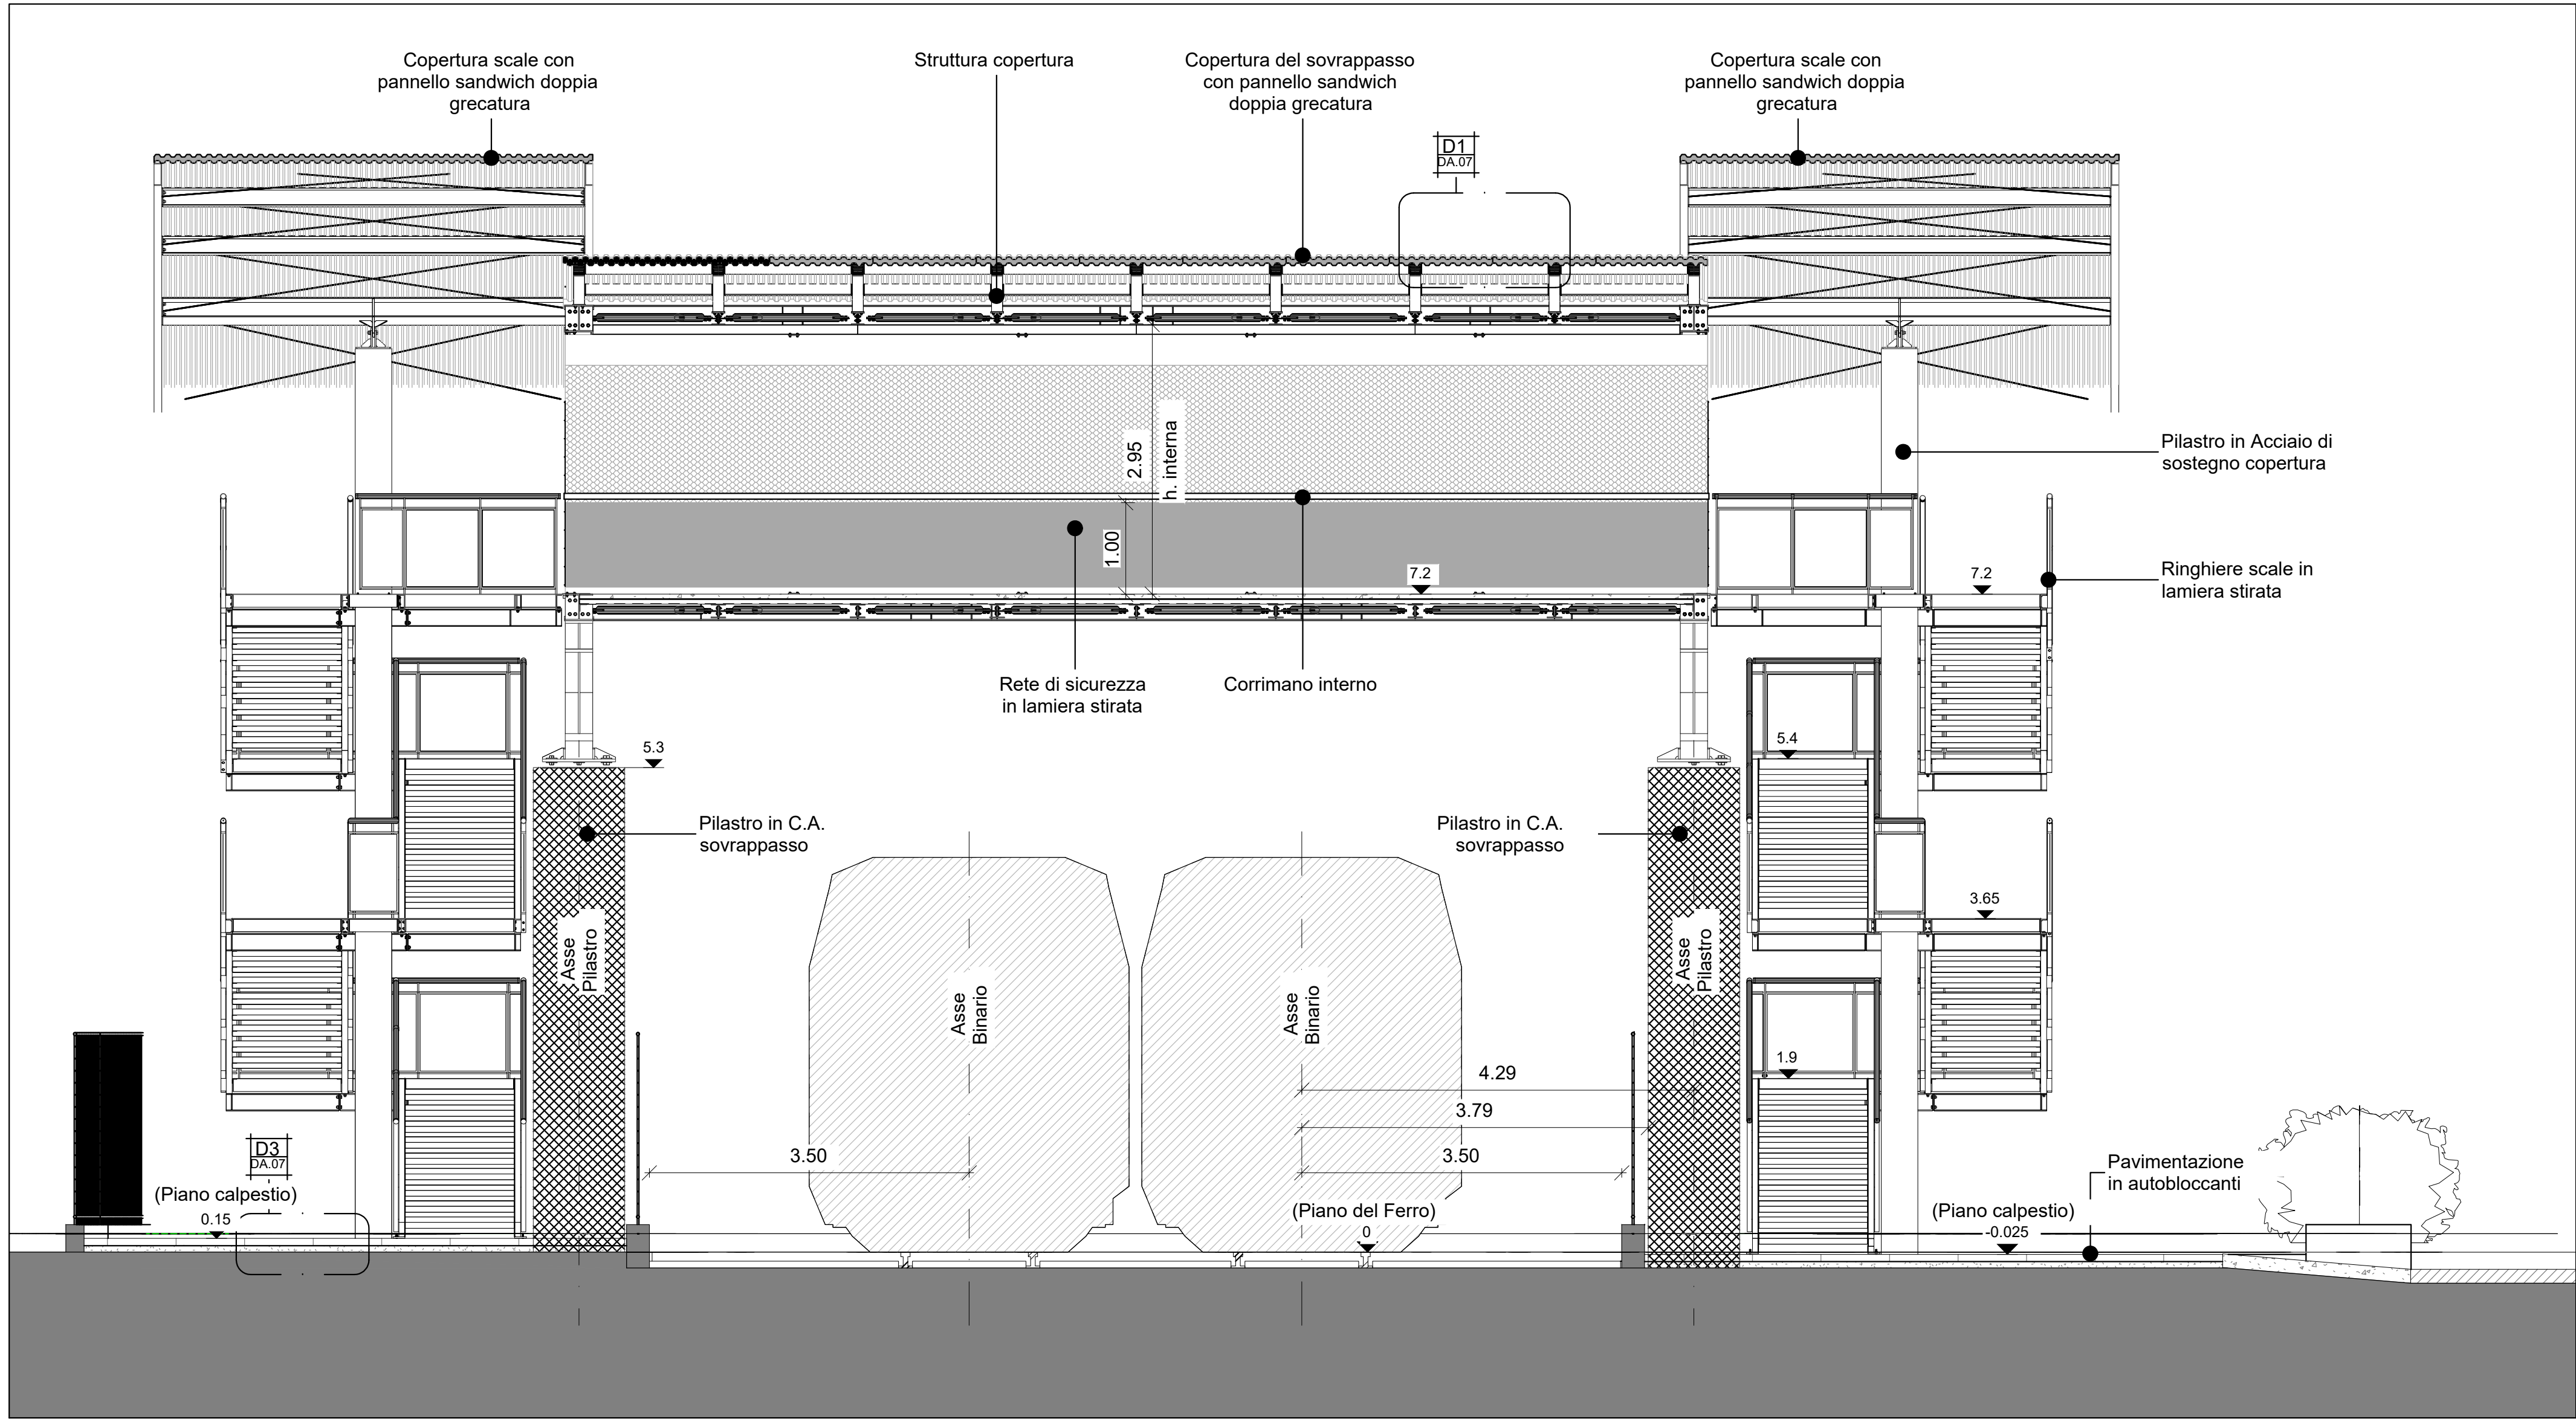 Copertura scale con
pannello sandwich doppia
grecatura
Struttura copertura
Copertura del sovrappasso
con pannello sandwich
doppia grecatura
Copertura scale con
pannello sandwich doppia
grecatura
D1
DA.07
2.95
h. interna
1.00
Pilastro in Acciaio di
sostegno copertura
7.2
7.2
Ringhiere scale in
lamiera stirata
Rete di sicurezza
in lamiera stirata
Corrimano interno
5.3
5.4
Pilastro in C.A.
sovrappasso
Pilastro in C.A.
sovrappasso
3.65
Asse
Pilastro
Asse
Binario
Asse
Binario
Asse
Pilastro
1.9
4.29
3.79
3.50
3.50
D3
DA.07
(Piano calpestio)
0.15
(Piano del Ferro)
0
(Piano calpestio)
-0.025
Pavimentazione
in autobloccanti